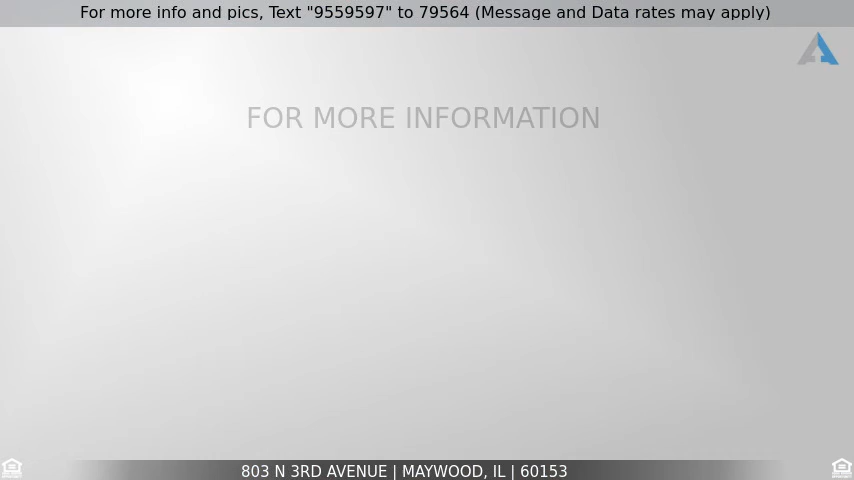 For more info and pics, Text "9559597" to 79564 (Message and Data rates may apply)
FOR MORE INFORMATION
803 N 3RD AVENUE | MAYWOOD, IL | 60153